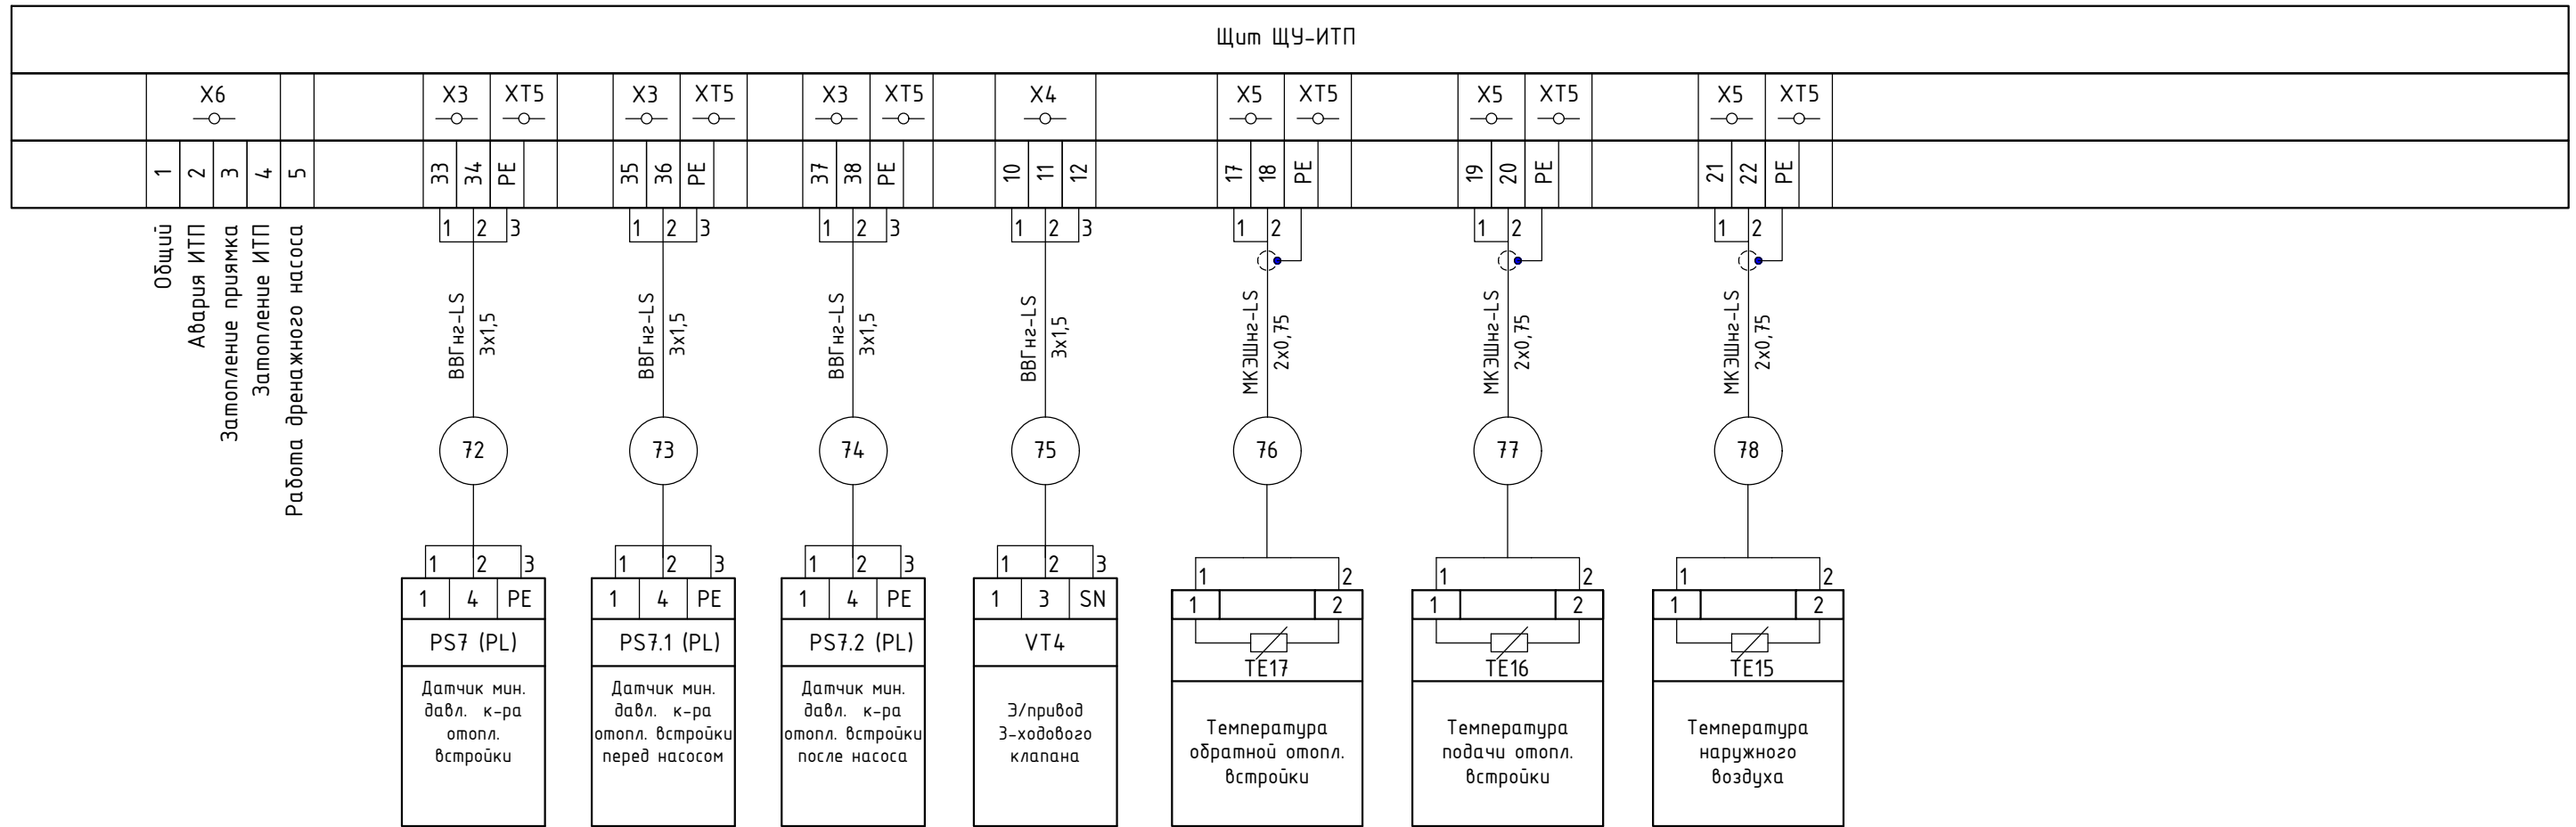 Щит ЩУ-ИТП
X6
X3 XT5
X3 XT5
X3 XT5
X4
X5 XT5
X5 XT5
X5 XT5
1 2 3 4 5
33 34 PE
35 36 PE
37 38 PE
10 11 12
17 18 PE
19 20 PE
21 22 PE
Общий
Авария ИТП
Затопление приямка
Затопление ИТП
Работа дренажного насоса
1 2 3
1 2 3
1 2 3
1 2 3
1 2
1 2
1 2
ВВГнг-LS
3x1,5
ВВГнг-LS
3x1,5
ВВГнг-LS
3x1,5
ВВГнг-LS
3x1,5
МКЭШнг-LS
2x0,75
МКЭШнг-LS
2x0,75
МКЭШнг-LS
2x0,75
72
73
74
75
76
77
78
1 2 3
1 4 PE
PS7 (PL)
Датчик мин.
давл. к-ра
отопл.
встройки
1 2 3
1 4 PE
PS7.1 (PL)
Датчик мин.
давл. к-ра
отопл. встройки
перед насосом
1 2 3
1 4 PE
PS7.2 (PL)
Датчик мин.
давл. к-ра
отопл. встройки
после насоса
1 2 3
1 3 SN
VT4
Э/привод
3-ходового
клапана
1 2
1 2
TE17
Температура
обратной отопл.
встройки
1 2
1 2
TE16
Температура
подачи отопл.
встройки
1 2
1 2
TE15
Температура
наружного
воздуха